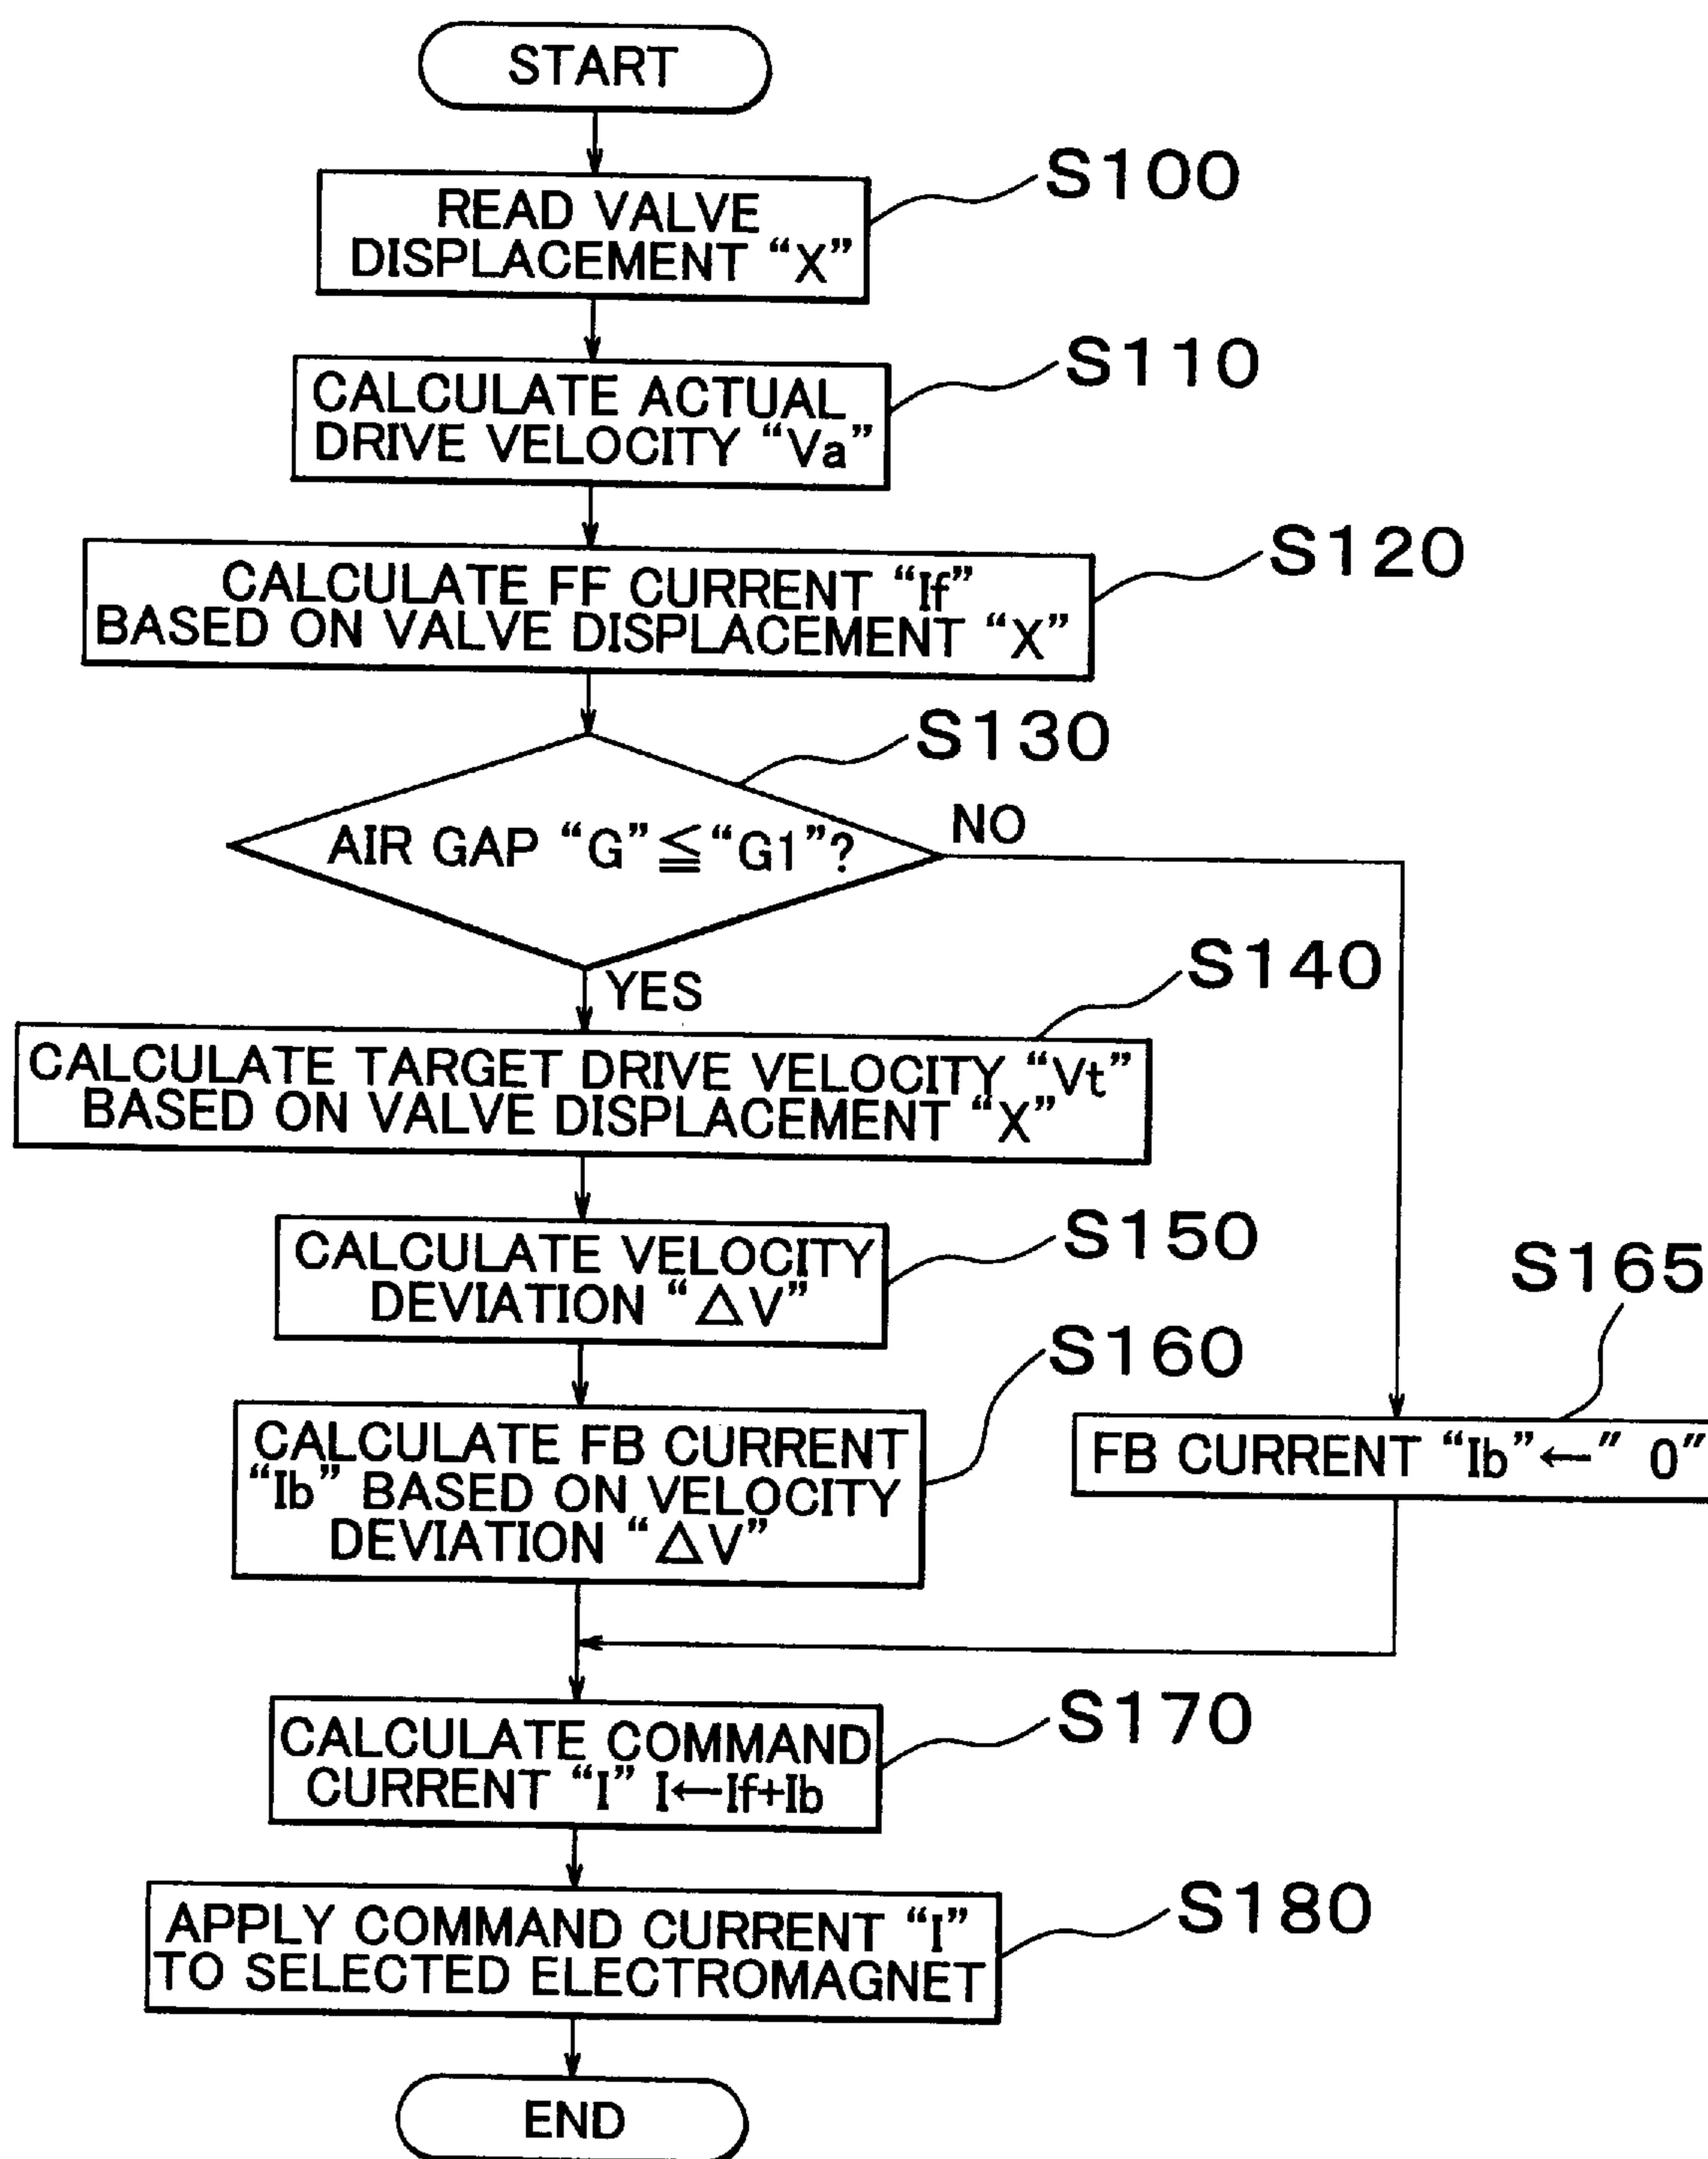 START
S100
READ VALVE
DISPLACEMENT “X”
S110
CALCULATE ACTUAL
DRIVE VELOCITY “Va”
S120
CALCULATE FF CURRENT “If”
BASED ON VALVE DISPLACEMENT “X”
S130
AIR GAP “G”≦“G1”?
NO
YES
S140
CALCULATE TARGET DRIVE VELOCITY “Vt”
BASED ON VALVE DISPLACEMENT “X”
S150
CALCULATE VELOCITY
DEVIATION “△V”
S160
CALCULATE FB CURRENT
“Ib” BASED ON VELOCITY
DEVIATION “△V”
S165
FB CURRENT “Ib”←″ 0″
S170
CALCULATE COMMAND
CURRENT “I” I←If+Ib
S180
APPLY COMMAND CURRENT “I”
TO SELECTED ELECTROMAGNET
END